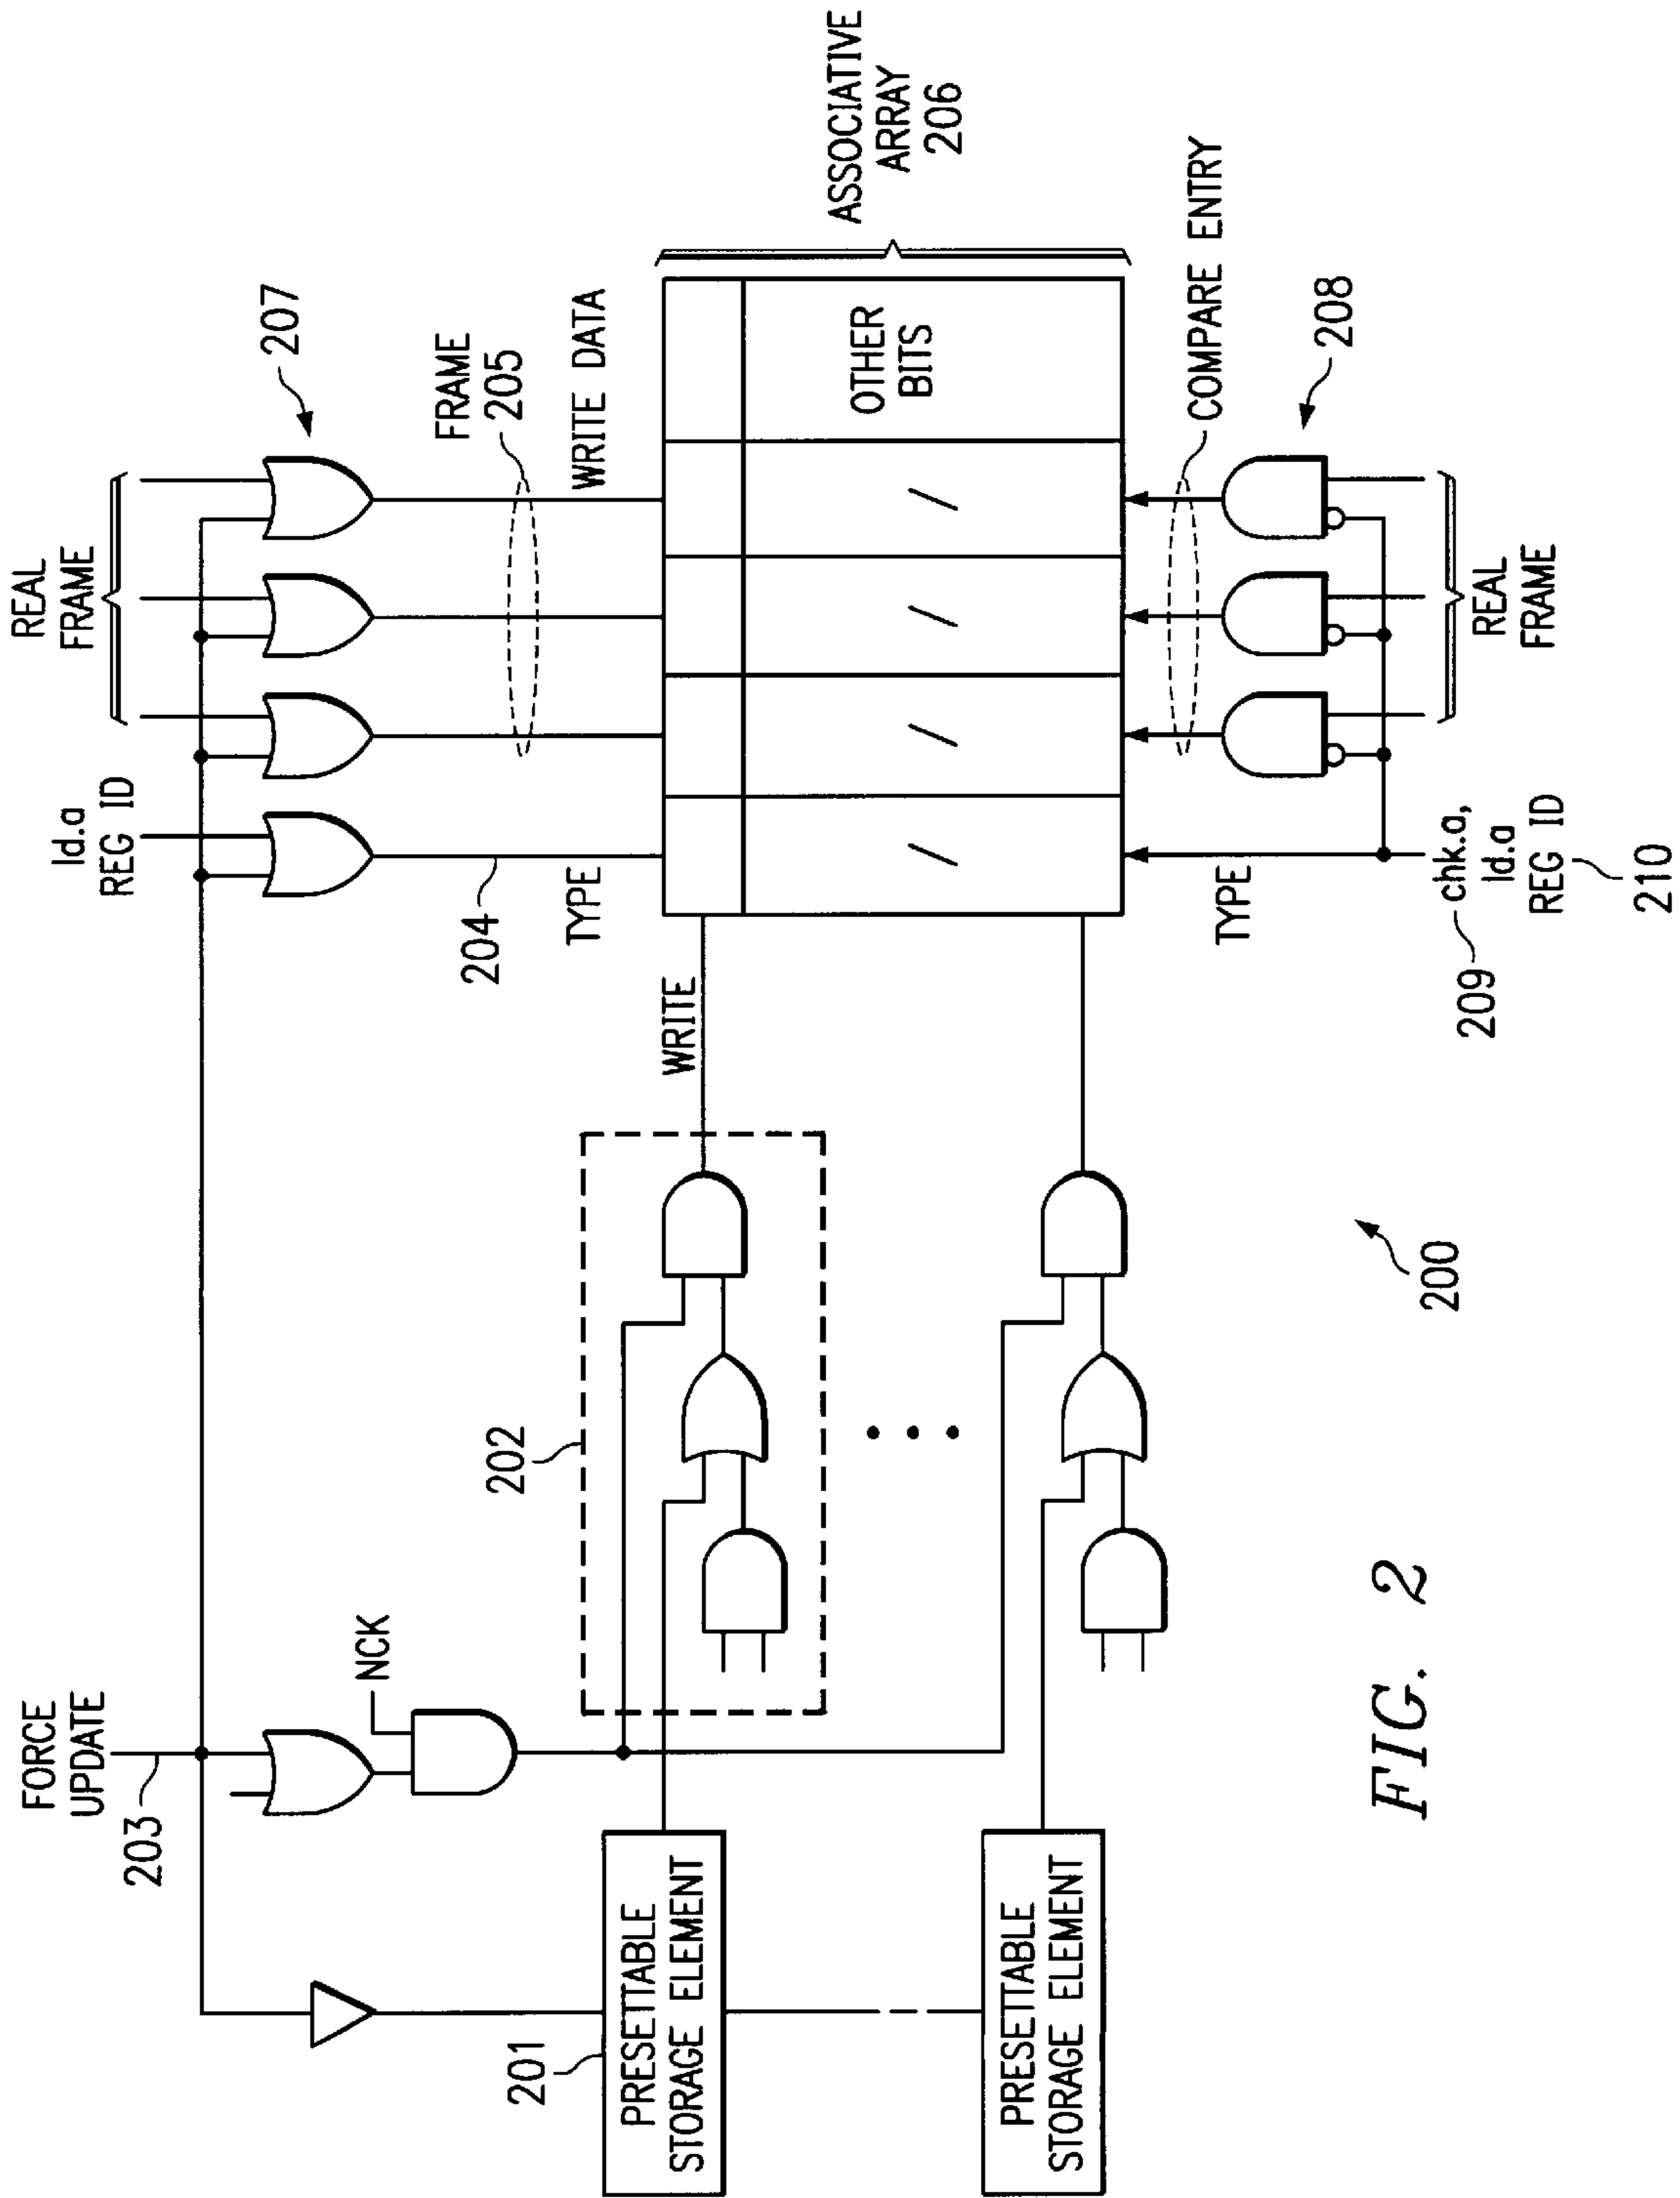 FORCE
UPDATE
203
ld.a
REG ID
REAL
FRAME
207
NCK
204
FRAME
205
TYPE
WRITE DATA
201
PRESETTABLE
STORAGE ELEMENT
202
WRITE
/ / / /
OTHER
BITS
ASSOCIATIVE
ARRAY
206
PRESETTABLE
STORAGE ELEMENT
COMPARE ENTRY
TYPE
208
200
209
chk.a,
ld.a
REG ID
210
REAL
FRAME
FIG. 2